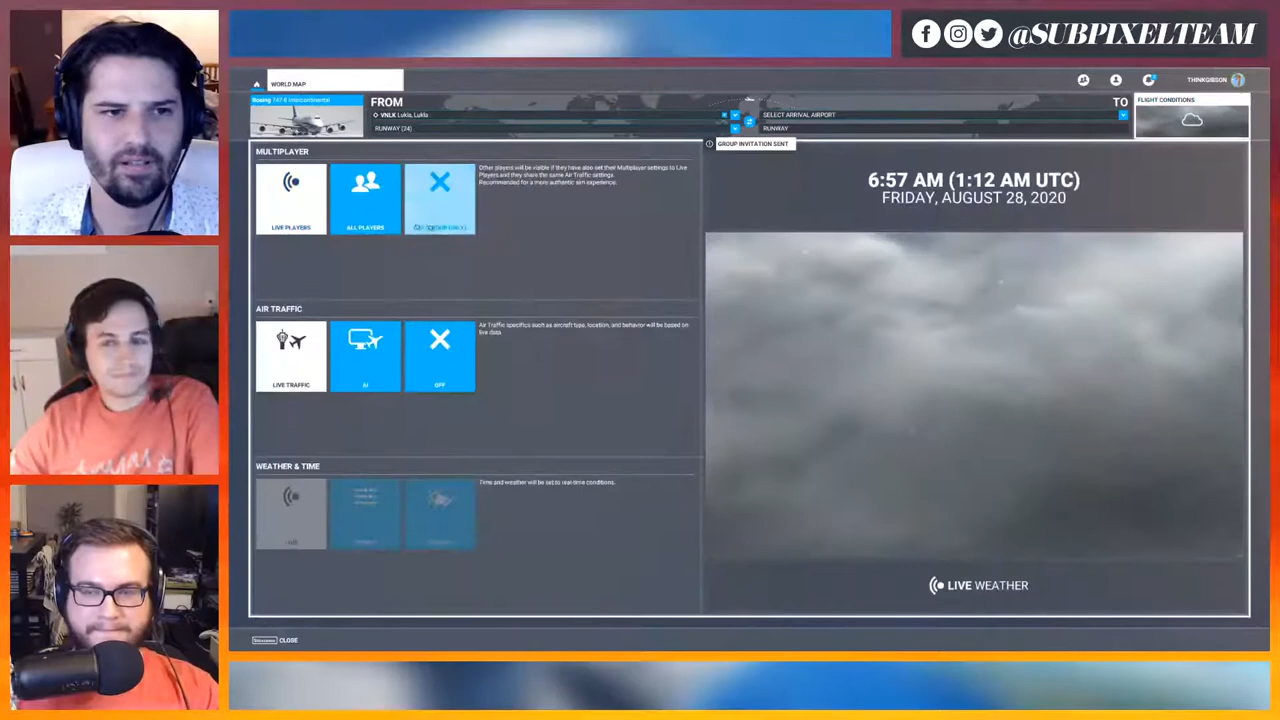 @SUBPIXELTEAM
WORLD MAP
THINKGIBSON
Boeing 747-8 Intercontinental
FROM
TO
FLIGHT CONDITIONS
VNLK Lukla, Lukla
SELECT ARRIVAL AIRPORT
RUNWAY (24)
RUNWAY
GROUP INVITATION SENT
MULTIPLAYER
Other players will be visible if they have also set their Multiplayer settings to Live
Players and they share the same Air Traffic settings.
Recommended for a more authentic sim experience.
LIVE PLAYERS
ALL PLAYERS
6:57 AM (1:12 AM UTC)
FRIDAY, AUGUST 28, 2020
AIR TRAFFIC
Air Traffic specifics such as aircraft type, location, and behavior will be based on
live data.
LIVE TRAFFIC
AI
OFF
WEATHER & TIME
Time and weather will be set to real-time conditions.
LIVE WEATHER
CLOSE